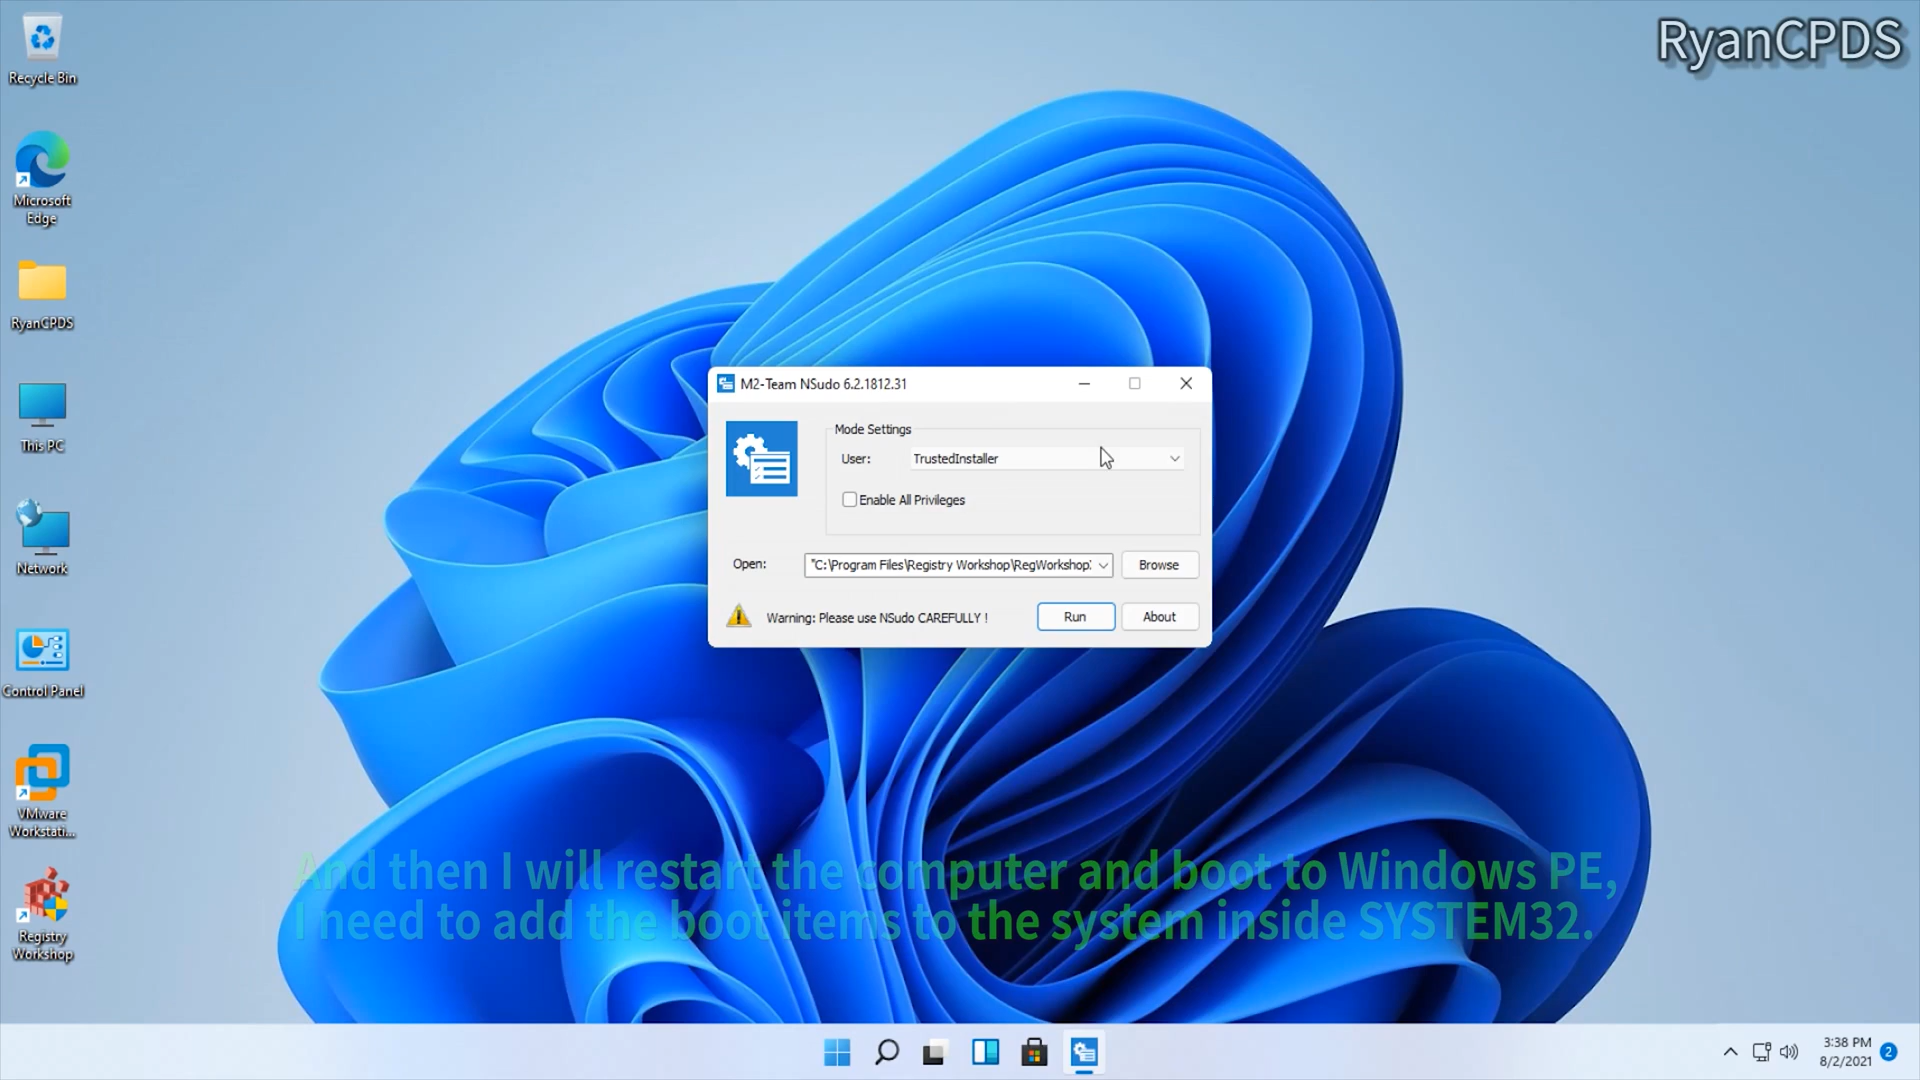 RyanCPDS
Recycle Bin
Microsoft
Edge
RyanCPDS
This PC
Network
Control Panel
VMware
Workstati...
Registry
Workshop
M2-Team NSudo 6.2.1812.31
Mode Settings
User:
TrustedInstaller
Enable All Privileges
Open:
"C:\Program Files\Registry Workshop\RegWorkshop
Browse
Warning: Please use NSudo CAREFULLY !
Run
About
And then I will restart the computer and boot to Windows PE,
I need to add the boot items to the system inside SYSTEM32.
3:38 PM
8/2/2021
2